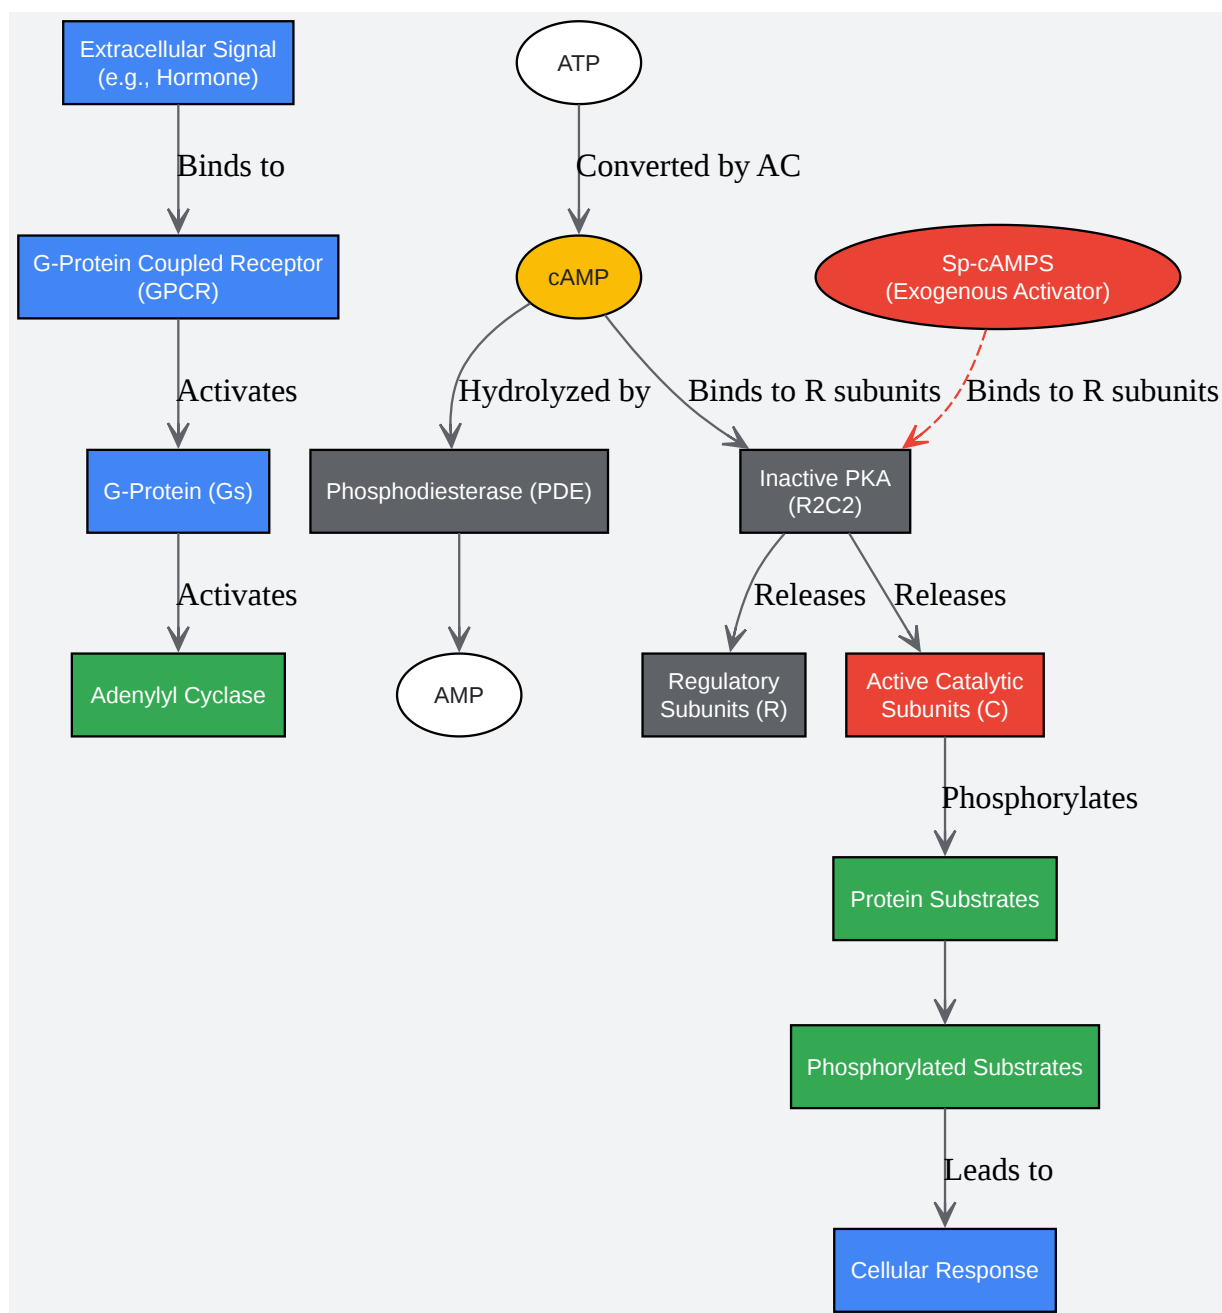 Extracellular Signal
(e.g., Hormone)
ATP
Binds to
Converted by AC
G-Protein Coupled Receptor
(GPCR)
cAMP
Sp-cAMPS
(Exogenous Activator)
Activates
Hydrolyzed by
Binds to R subunits
Binds to R subunits
G-Protein (Gs)
Phosphodiesterase (PDE)
Inactive PKA
(R2C2)
Activates
Releases
Releases
Adenylyl Cyclase
AMP
Regulatory
Subunits (R)
Active Catalytic
Subunits (C)
Phosphorylates
Protein Substrates
Phosphorylated Substrates
Leads to
Cellular Response